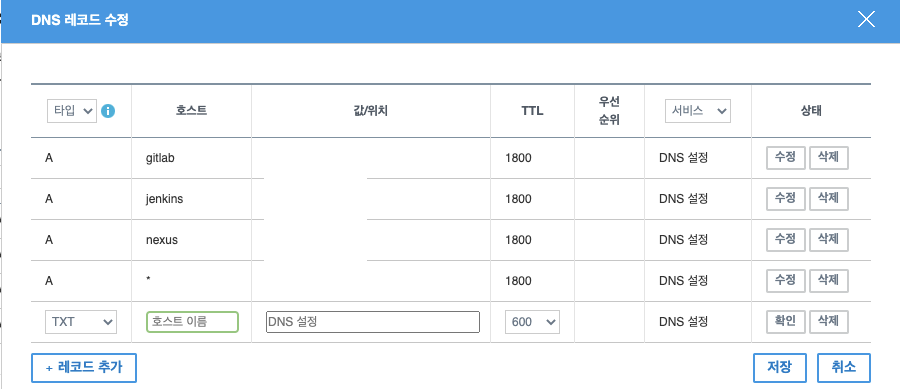 DNS 레코드 수정
타입 호스트 값/위치 TTL 우선 순위 서비스 상태
A gitlab 1800 DNS 설정 수정 삭제
A jenkins 1800 DNS 설정 수정 삭제
A nexus 1800 DNS 설정 수정 삭제
A * 1800 DNS 설정 수정 삭제
TXT 호스트 이름 DNS 설정 600 DNS 설정 확인 삭제
+ 레코드 추가 저장 취소